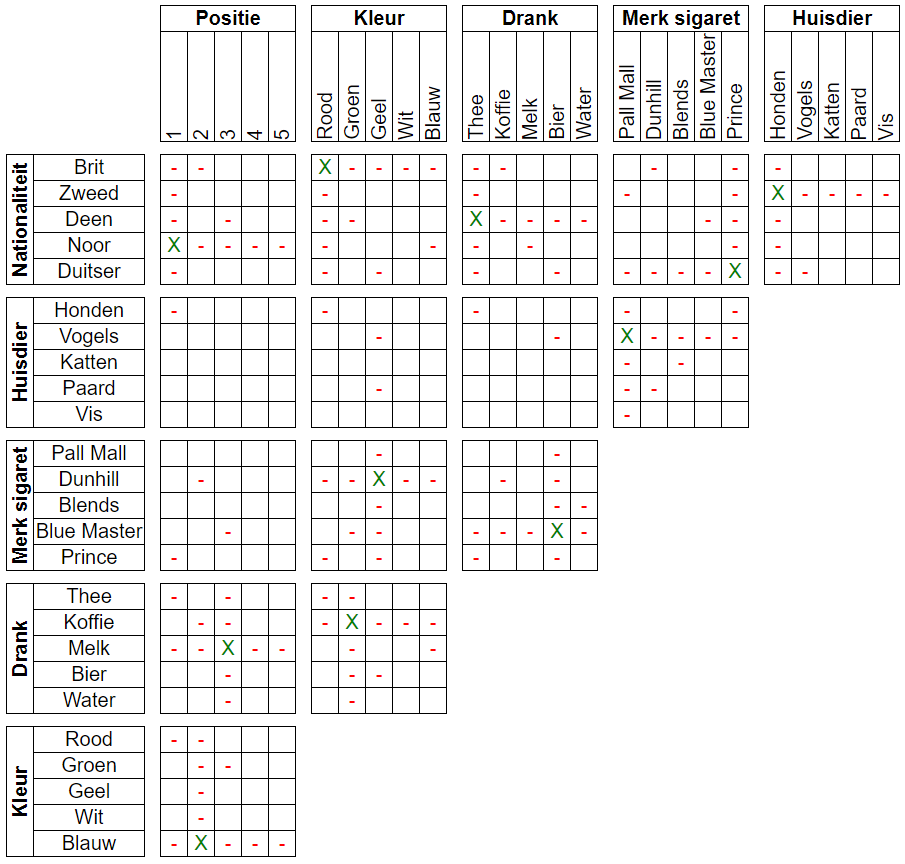 Positie Kleur Drank Merk sigaret Huisdier
1 2 3 4 5 Rood Groen Geel Wit Blauw Thee Koffie Melk Bier Water Pall Mall Dunhill Blends Blue Master Prince Honden Vogels Katten Paard Vis
Nationaliteit
Brit - - X - - - - - - - - -
Zweed - - - - - X - - - -
Deen - - - - X - - - - - - -
Noor X - - - - - - - - - -
Duitser - - - - - - - - - X - -
Huisdier
Honden - - - - -
Vogels - - X - - - -
Katten - -
Paard - - -
Vis -
Merk sigaret
Pall Mall - -
Dunhill - - - X - - - -
Blends - - -
Blue Master - - - - - - X -
Prince - - - - -
Drank
Thee - - - -
Koffie - - - X - - -
Melk - - X - - - -
Bier - - -
Water - -
Kleur
Rood - -
Groen - -
Geel -
Wit -
Blauw - X - - -